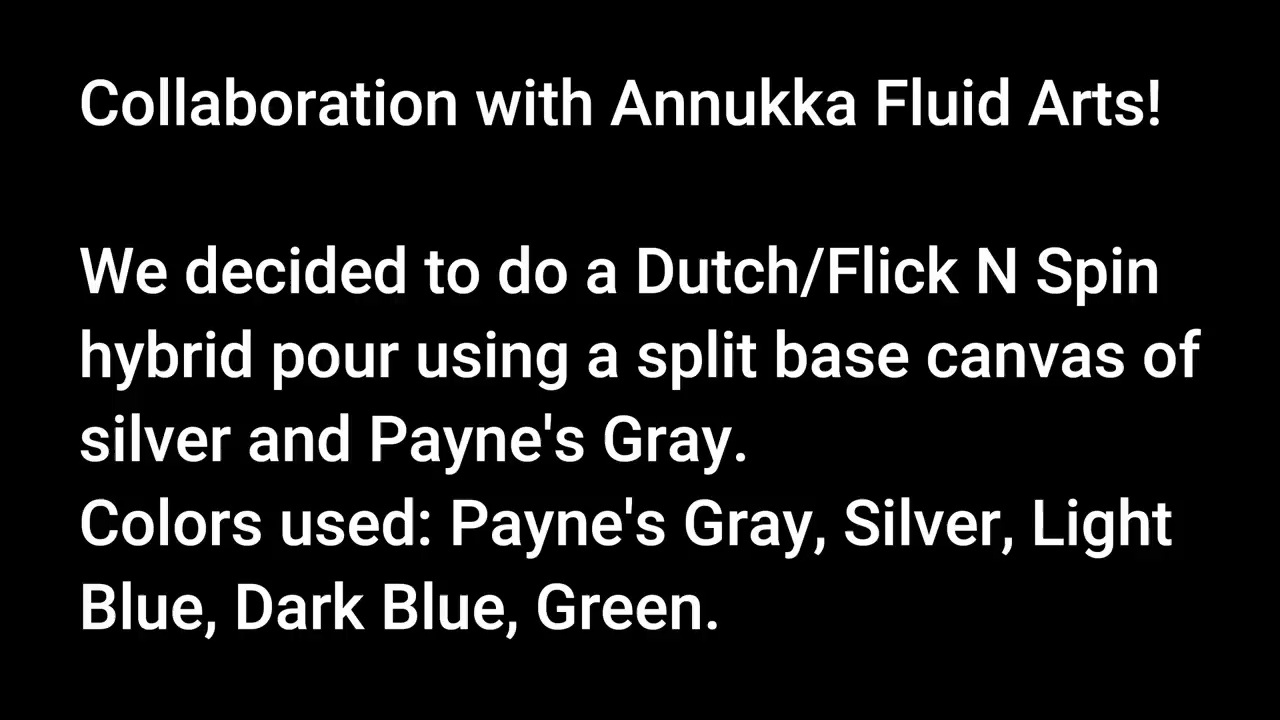 Collaboration with Annukka Fluid Arts!
We decided to do a Dutch/Flick N Spin
hybrid pour using a split base canvas of
silver and Payne's Gray.
Colors used: Payne's Gray, Silver, Light
Blue, Dark Blue, Green.